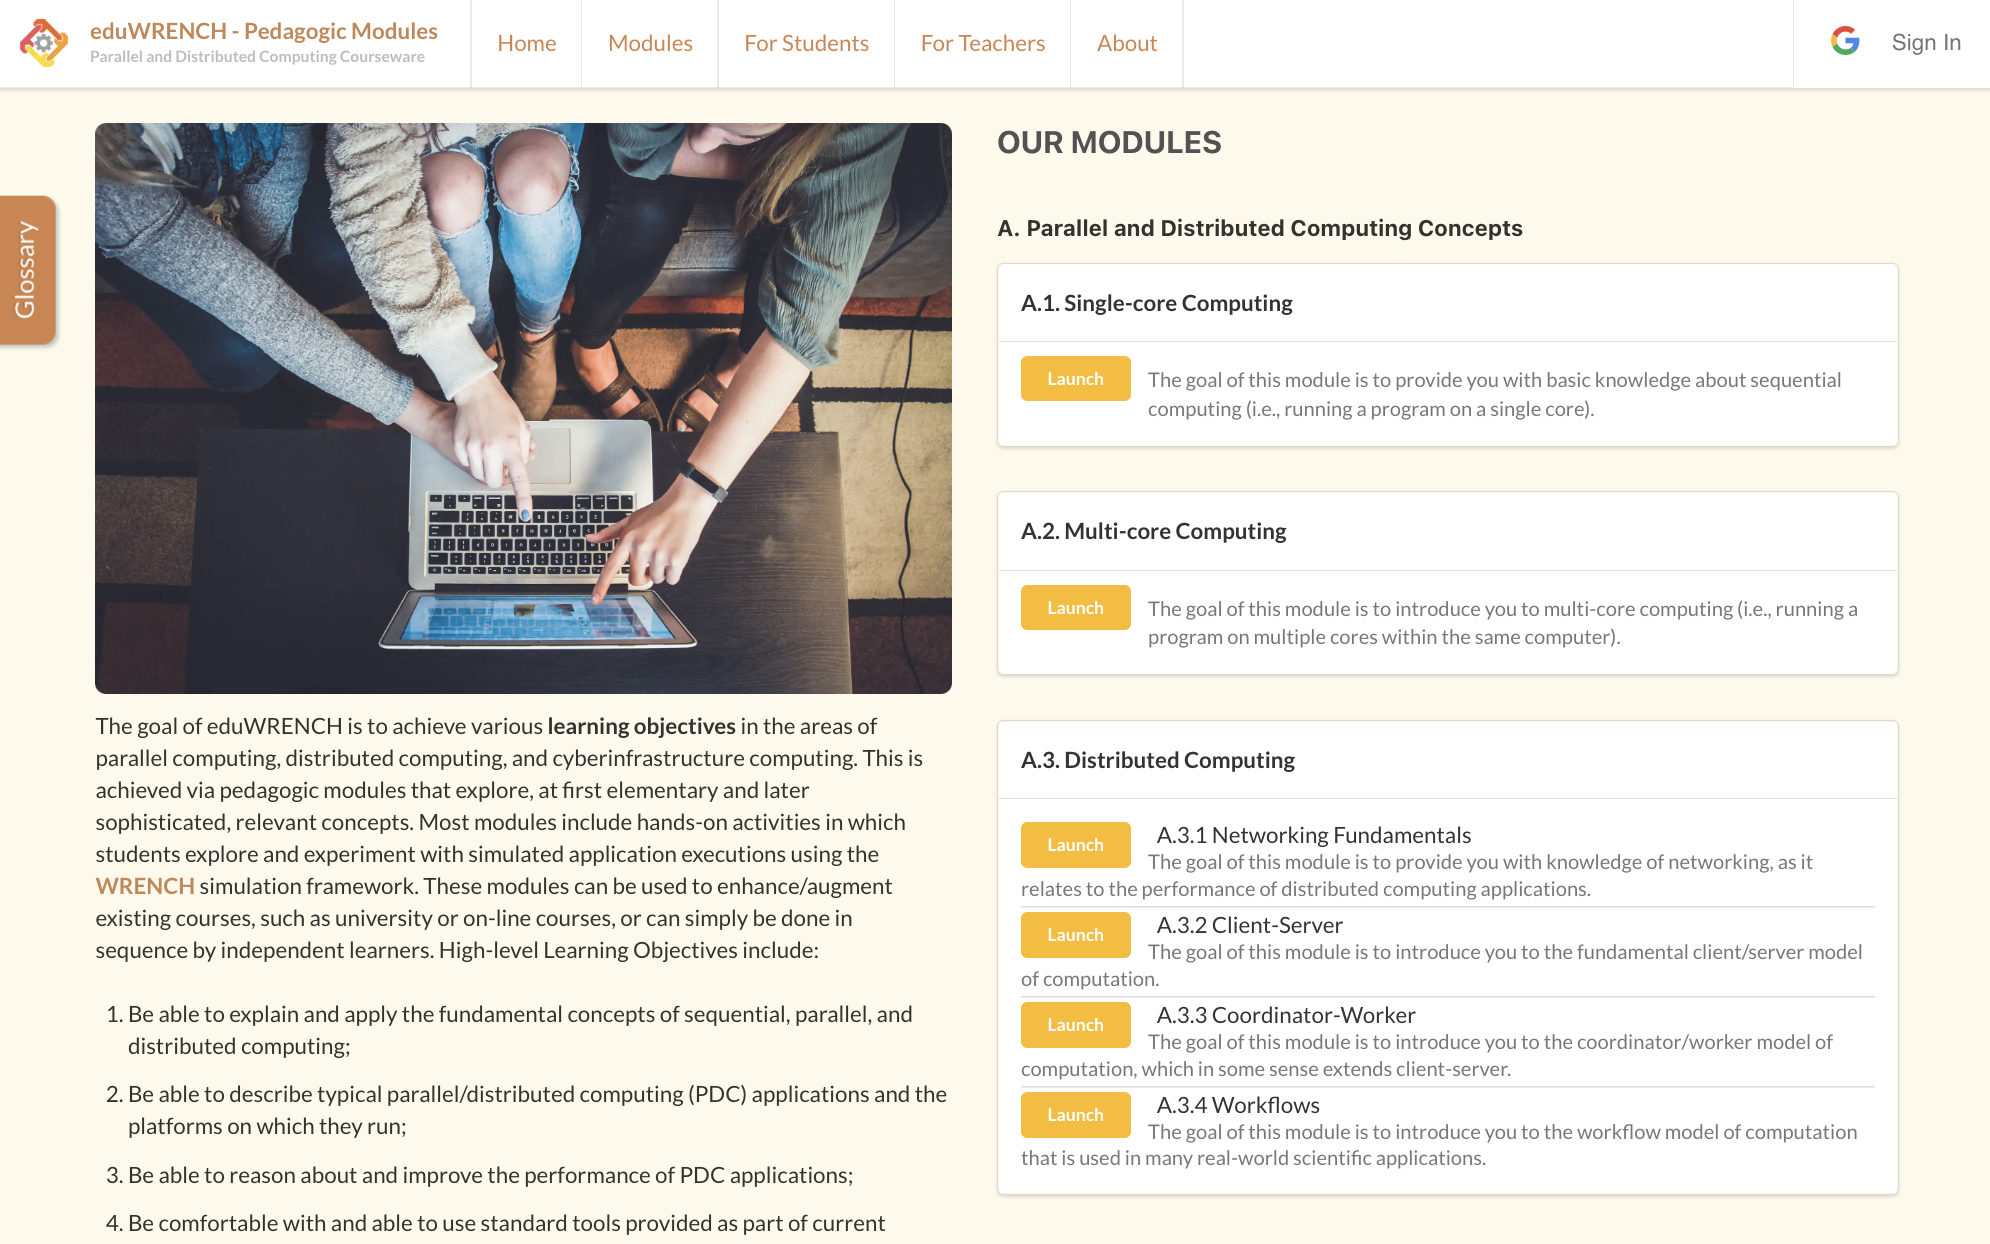 eduWRENCH - Pedagogic Modules
Parallel and Distributed Computing Courseware
Home
Modules
For Students
For Teachers
About
Sign In
Glossary
The goal of eduWRENCH is to achieve various learning objectives in the areas of
parallel computing, distributed computing, and cyberinfrastructure computing. This is
achieved via pedagogic modules that explore, at first elementary and later
sophisticated, relevant concepts. Most modules include hands-on activities in which
students explore and experiment with simulated application executions using the
WRENCH simulation framework. These modules can be used to enhance/augment
existing courses, such as university or on-line courses, or can simply be done in
sequence by independent learners. High-level Learning Objectives include:
1. Be able to explain and apply the fundamental concepts of sequential, parallel, and
distributed computing;
2. Be able to describe typical parallel/distributed computing (PDC) applications and the
platforms on which they run;
3. Be able to reason about and improve the performance of PDC applications;
4. Be comfortable with and able to use standard tools provided as part of current
OUR MODULES
A. Parallel and Distributed Computing Concepts
A.1. Single-core Computing
Launch
The goal of this module is to provide you with basic knowledge about sequential
computing (i.e., running a program on a single core).
A.2. Multi-core Computing
Launch
The goal of this module is to introduce you to multi-core computing (i.e., running a
program on multiple cores within the same computer).
A.3. Distributed Computing
Launch
A.3.1 Networking Fundamentals
The goal of this module is to provide you with knowledge of networking, as it
relates to the performance of distributed computing applications.
Launch
A.3.2 Client-Server
The goal of this module is to introduce you to the fundamental client/server model
of computation.
Launch
A.3.3 Coordinator-Worker
The goal of this module is to introduce you to the coordinator/worker model of
computation, which in some sense extends client-server.
Launch
A.3.4 Workflows
The goal of this module is to introduce you to the workflow model of computation
that is used in many real-world scientific applications.